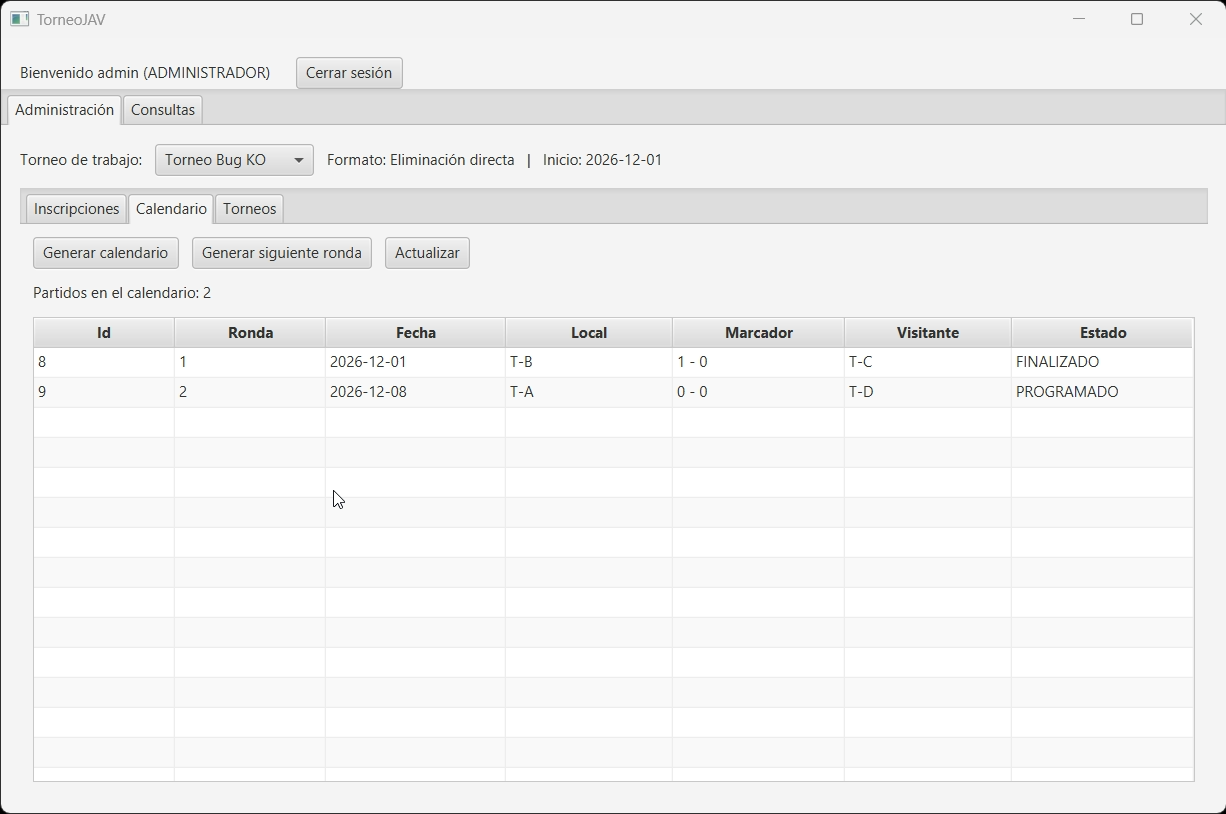 TorneoJAV
Bienvenido admin (ADMINISTRADOR) Cerrar sesión
Administración Consultas
Torneo de trabajo: Torneo Bug KO Formato: Eliminación directa | Inicio: 2026-12-01
Inscripciones Calendario Torneos
Generar calendario Generar siguiente ronda Actualizar
Partidos en el calendario: 2
Id Ronda Fecha Local Marcador Visitante Estado
8 1 2026-12-01 T-B 1 - 0 T-C FINALIZADO
9 2 2026-12-08 T-A 0 - 0 T-D PROGRAMADO